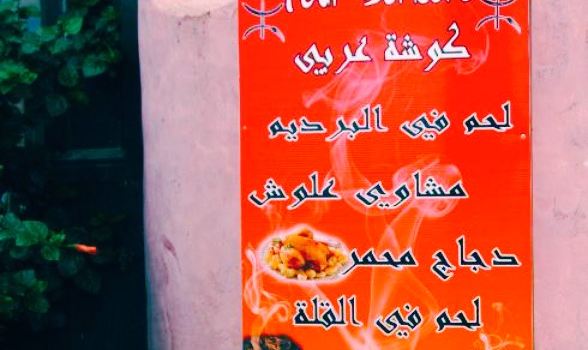 كوشة عربي
لحم في البرديم
مشاوي علوش
دجاج محمر
لحم في القلة